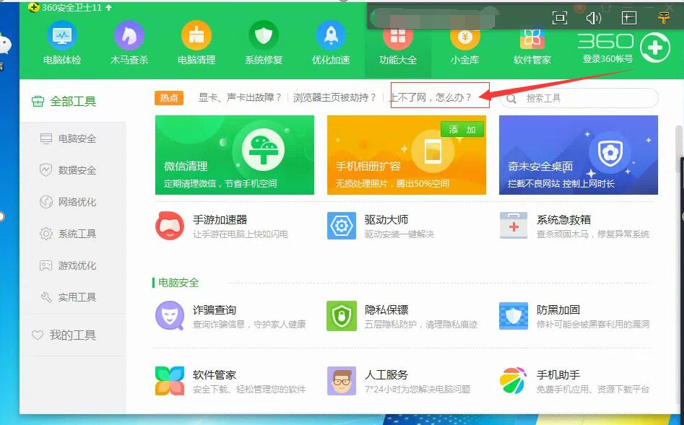 360安全卫士11
电脑体检 木马查杀 电脑清理 系统修复 优化加速 功能大全 小金库 软件管家
360
登录360帐号
全部工具
热点 显卡、声卡出故障？ 浏览器主页被劫持？ 上不了网，怎么办？ 搜索工具
电脑安全
数据安全
网络优化
系统工具
游戏优化
实用工具
我的工具
微信清理
定期清理微信，节省手机空间
添 加
手机相册扩容
无损处理照片，腾出50%空间
奇未安全桌面
拦截不良网站 控制上网时长
手游加速器
让手游在电脑上快如闪电
驱动大师
驱动安装一键解决
系统急救箱
查杀顽固木马，修复异常系统
电脑安全
诈骗查询
查询诈骗信息，守护家人健康
隐私保镖
五层隐私防护，清理隐私痕迹
防黑加固
修补可能会被黑客利用的漏洞
软件管家
安全下载、轻松管理您的软件
人工服务
7*24小时为您解决电脑问题
手机助手
免费手机应用、资源下载平台